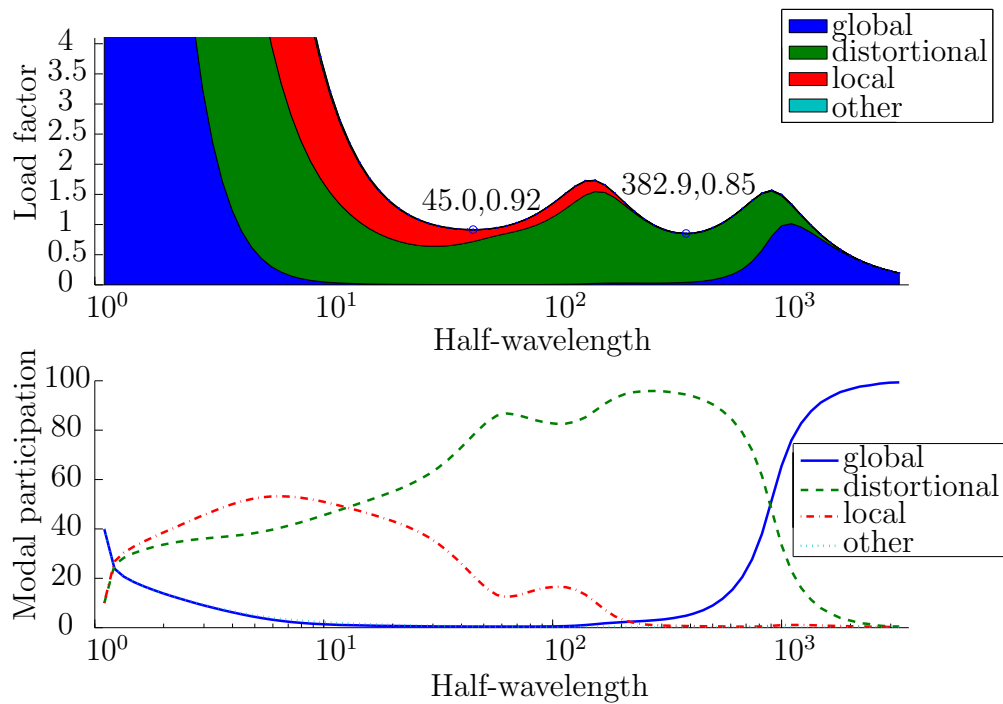 global
distortional
local
other
4
3.5
3
2.5
2
1.5
1
0.5
0
Load factor
45.0,0.92
382.9,0.85
10^0
10^1
10^2
10^3
Half-wavelength
100
80
60
40
20
0
Modal participation
global
distortional
local
other
10^0
10^1
10^2
10^3
Half-wavelength